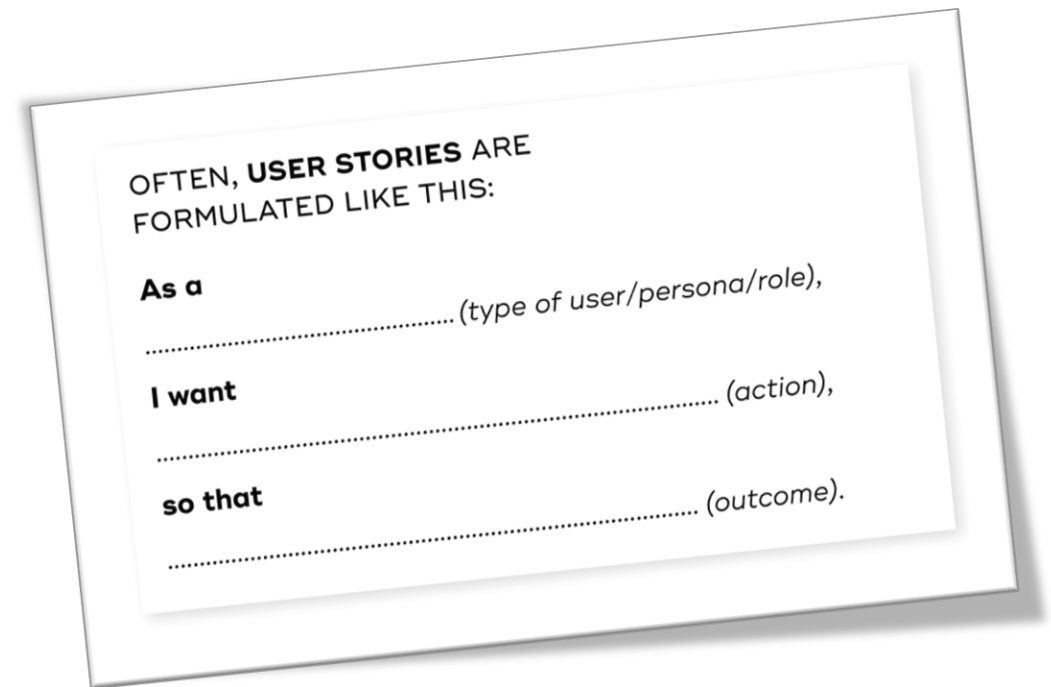 OFTEN, USER STORIES ARE
FORMULATED LIKE THIS:
As a
.................................................. (type of user/persona/role),
I want
.................................................. (action),
so that
.................................................. (outcome).